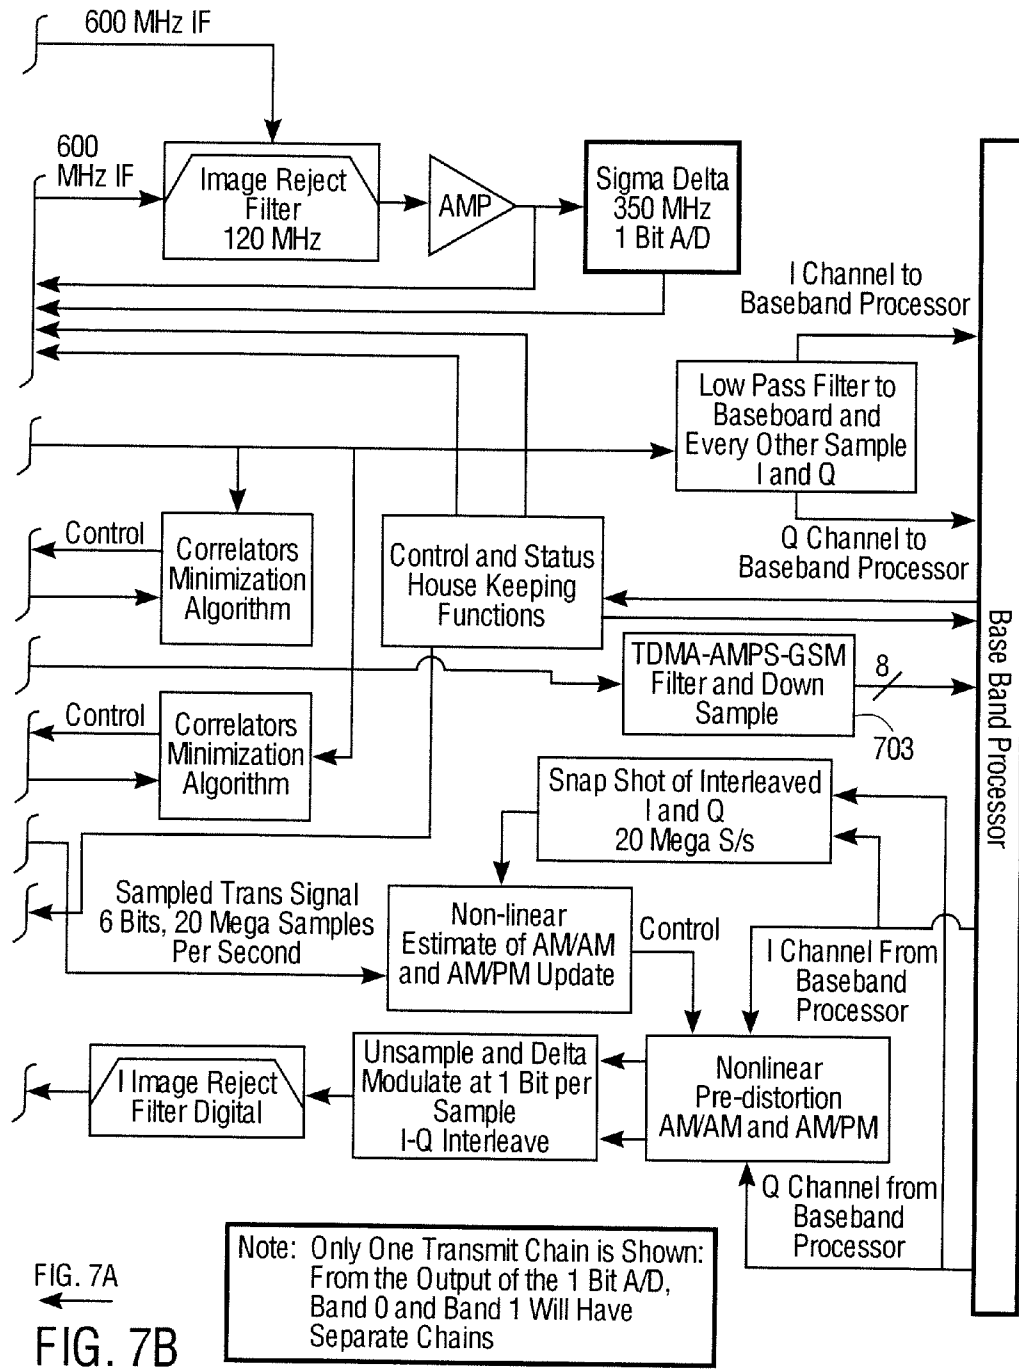 600 MHz IF
600
MHz IF
Image Reject
Filter
120 MHz
AMP
Sigma Delta
350 MHz
1 Bit A/D
I Channel to
Baseband Processor
Low Pass Filter to
Baseboard and
Every Other Sample
I and Q
Q Channel to
Baseband Processor
Control
Correlators
Minimization
Algorithm
Control and Status
House Keeping
Functions
Base Band Processor
TDMA-AMPS-GSM
Filter and Down
Sample
8
703
Control
Correlators
Minimization
Algorithm
Snap Shot of Interleaved
I and Q
20 Mega S/s
Sampled Trans Signal
6 Bits, 20 Mega Samples
Per Second
Non-linear
Estimate of AM/AM
and AM/PM Update
Control
I Channel From
Baseband
Processor
I Image Reject
Filter Digital
Unsample and Delta
Modulate at 1 Bit per
Sample
I-Q Interleave
Nonlinear
Pre-distortion
AM/AM and AM/PM
Q Channel from
Baseband
Processor
Note: Only One Transmit Chain is Shown:
From the Output of the 1 Bit A/D,
Band 0 and Band 1 Will Have
Separate Chains
FIG. 7A
FIG. 7B